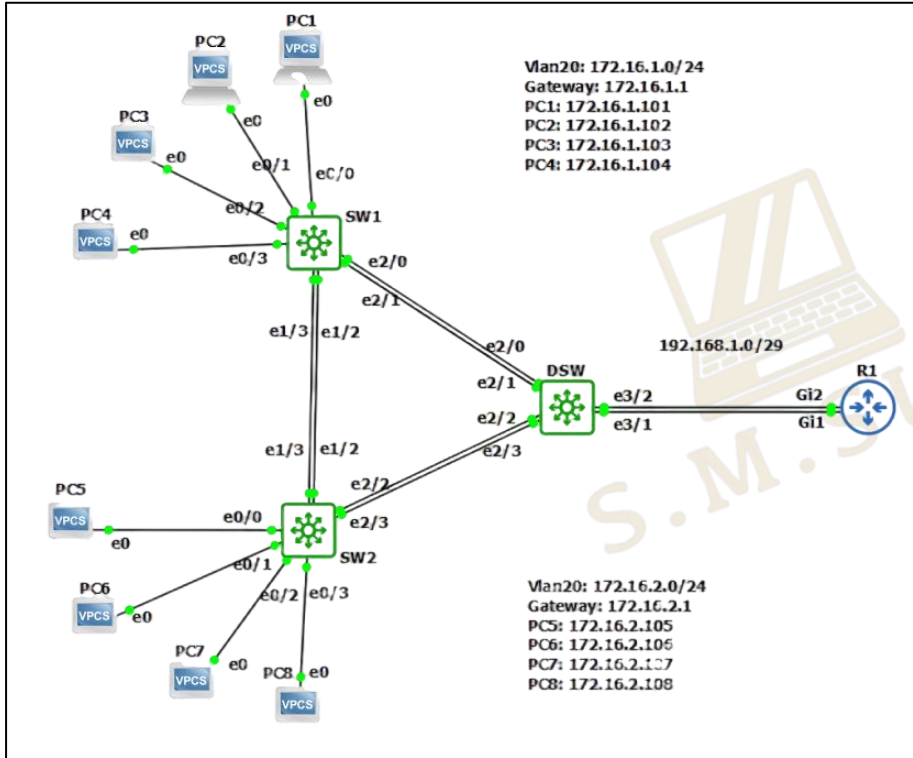 PC1
VPCS
e0
PC2
VPCS
e0
PC3
VPCS
e0
PC4
VPCS
e0
e0/0
e0/1
e0/2
e0/3
SW1
e2/0
e2/1
e1/3
e1/2
Vlan20: 172.16.1.0/24
Gateway: 172.16.1.1
PC1: 172.16.1.101
PC2: 172.16.1.102
PC3: 172.16.1.103
PC4: 172.16.1.104
192.168.1.0/29
e2/0
e2/1
DSW
e2/2
e2/3
e3/2
e3/1
R1
Gi2
Gi1
S.M.SU
e1/3
e1/2
e2/2
e2/3
SW2
e0/0
e0/1
e0/2
e0/3
PC5
VPCS
e0
PC6
VPCS
e0
PC7
VPCS
e0
PC8
VPCS
e0
Vlan20: 172.16.2.0/24
Gateway: 172.16.2.1
PC5: 172.16.2.105
PC6: 172.16.2.106
PC7: 172.16.2.107
PC8: 172.16.2.108